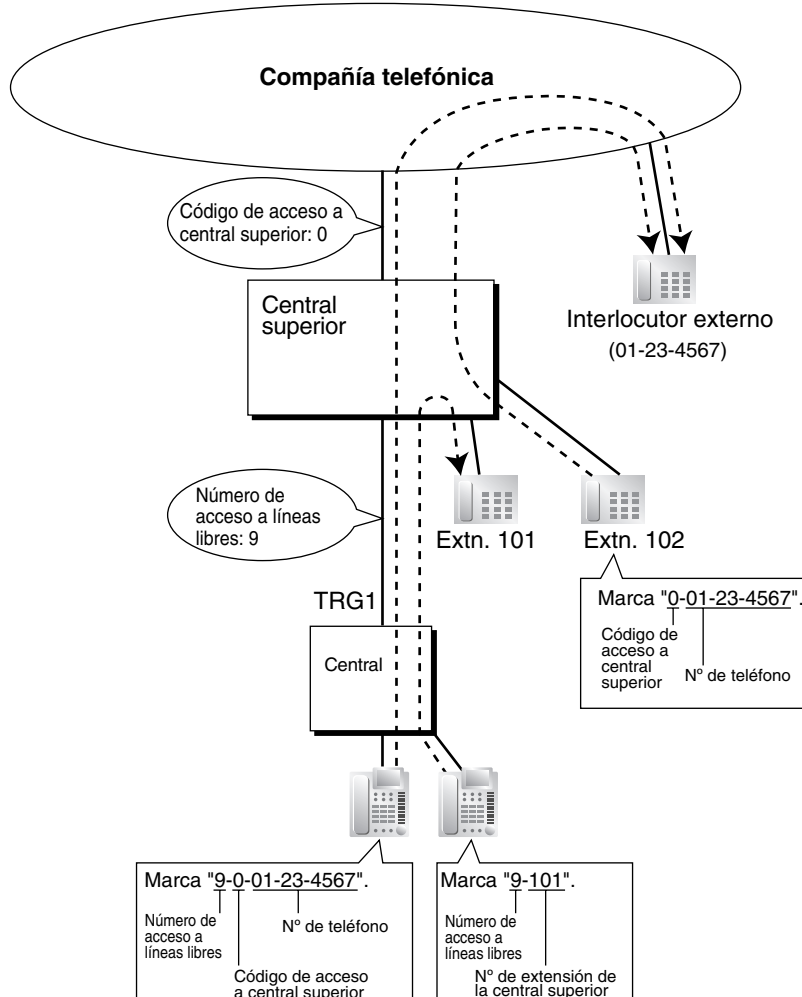 Compañía telefónica
Código de acceso a
central superior: 0
Central
superior
Interlocutor externo
(01-23-4567)
Número de
acceso a líneas
libres: 9
Extn. 101
Extn. 102
TRG1
Marca "0-01-23-4567".
Código de
acceso a
central
superior
Nº de teléfono
Central
Marca "9-0-01-23-4567".
Número de
acceso a
líneas libres
Nº de teléfono
Código de acceso
a central superior
Marca "9-101".
Número de
acceso a
líneas libres
Nº de extensión de
la central superior